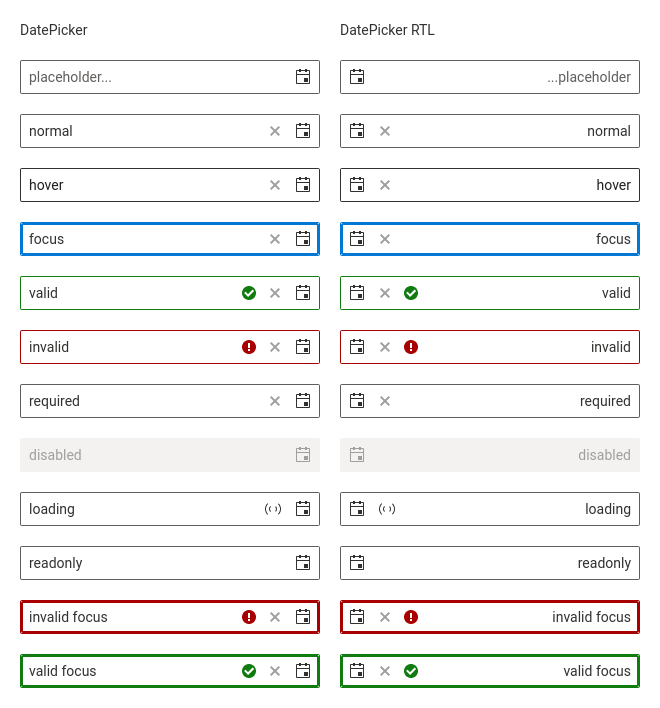 DatePicker DatePicker RTL
placeholder... ...placeholder
normal normal
hover hover
focus focus
valid valid
invalid invalid
required required
disabled disabled
loading loading
readonly readonly
invalid focus invalid focus
valid focus valid focus